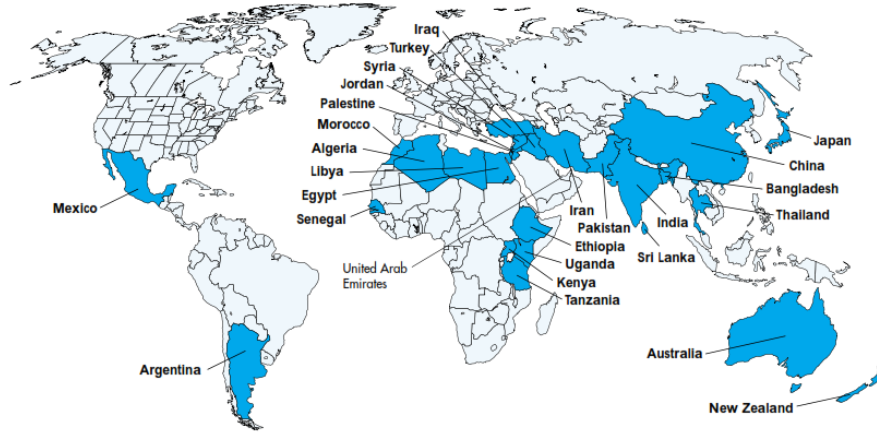 Iraq
Turkey
Syria
Jordan
Palestine
Morocco
Algeria
Libya
Egypt
Senegal
Mexico
Argentina
United Arab
Emirates
Iran
Pakistan
Ethiopia
Uganda
Kenya
Tanzania
India
Sri Lanka
Japan
China
Bangladesh
Thailand
Australia
New Zealand